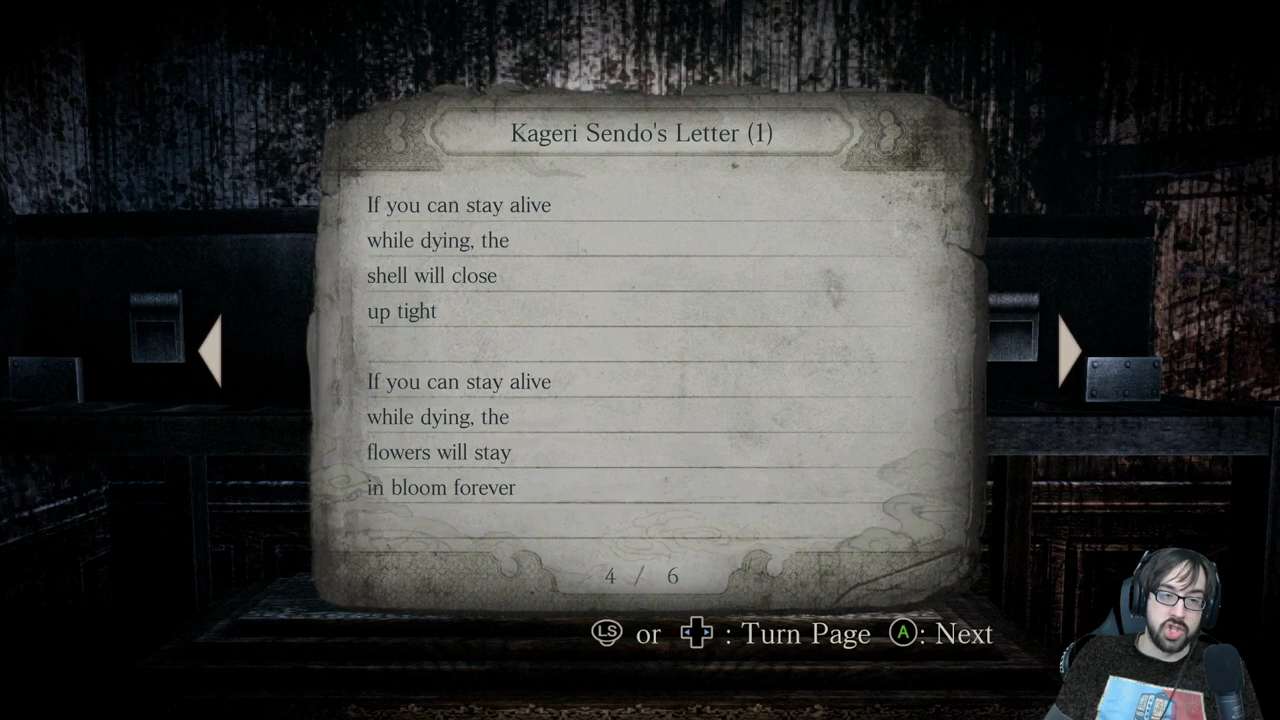 Kageri Sendo's Letter (1)
If you can stay alive
while dying, the
shell will close
up tight
If you can stay alive
while dying, the
flowers will stay
in bloom forever
4 / 6
LS or : Turn Page A : Next